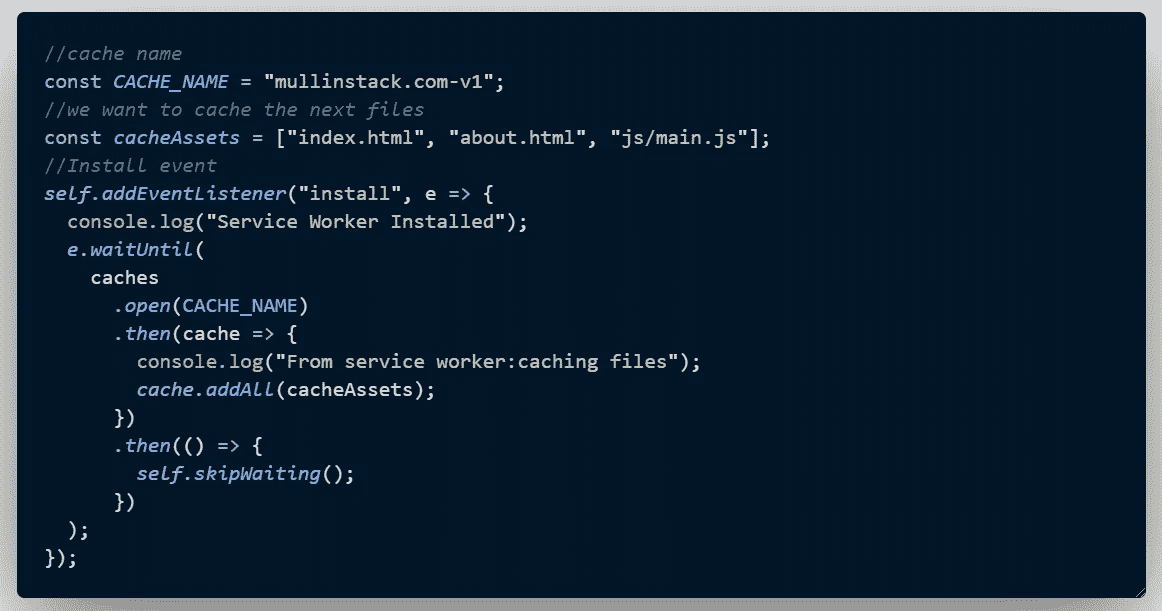 //cache name
const CACHE_NAME = "mullinstack.com-v1";
//we want to cache the next files
const cacheAssets = ["index.html", "about.html", "js/main.js"];
//Install event
self.addEventListener("install", e => {
  console.log("Service Worker Installed");
  e.waitUntil(
    caches
      .open(CACHE_NAME)
      .then(cache => {
        console.log("From service worker:caching files");
        cache.addAll(cacheAssets);
      })
      .then(() => {
        self.skipWaiting();
      })
  );
});